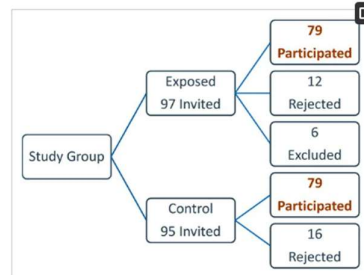 79
Participated
Exposed
97 Invited
12
Rejected
6
Excluded
Study Group
79
Participated
Control
95 Invited
16
Rejected